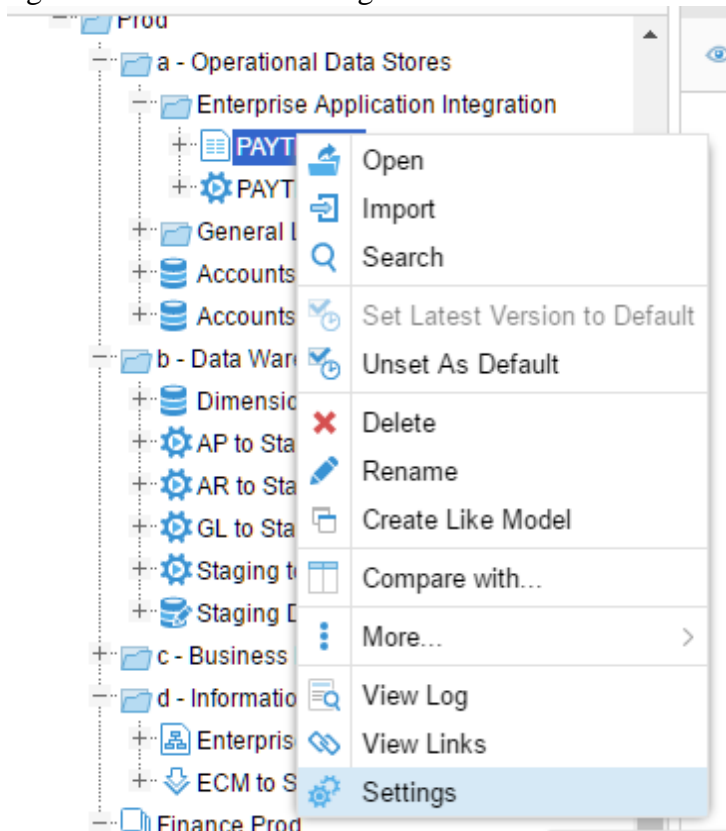 Prod
a - Operational Data Stores
Enterprise Application Integration
PAYT
Open
PAYT
Import
General L
Search
Accounts
Accounts
Set Latest Version to Default
b - Data Ware
Unset As Default
Dimensio
Delete
AP to Sta
Rename
AR to Sta
Create Like Model
GL to Sta
Staging to
Compare with...
Staging D
More...
c - Business
View Log
d - Informatio
Enterpris
View Links
ECM to S
Settings
Finance Prod